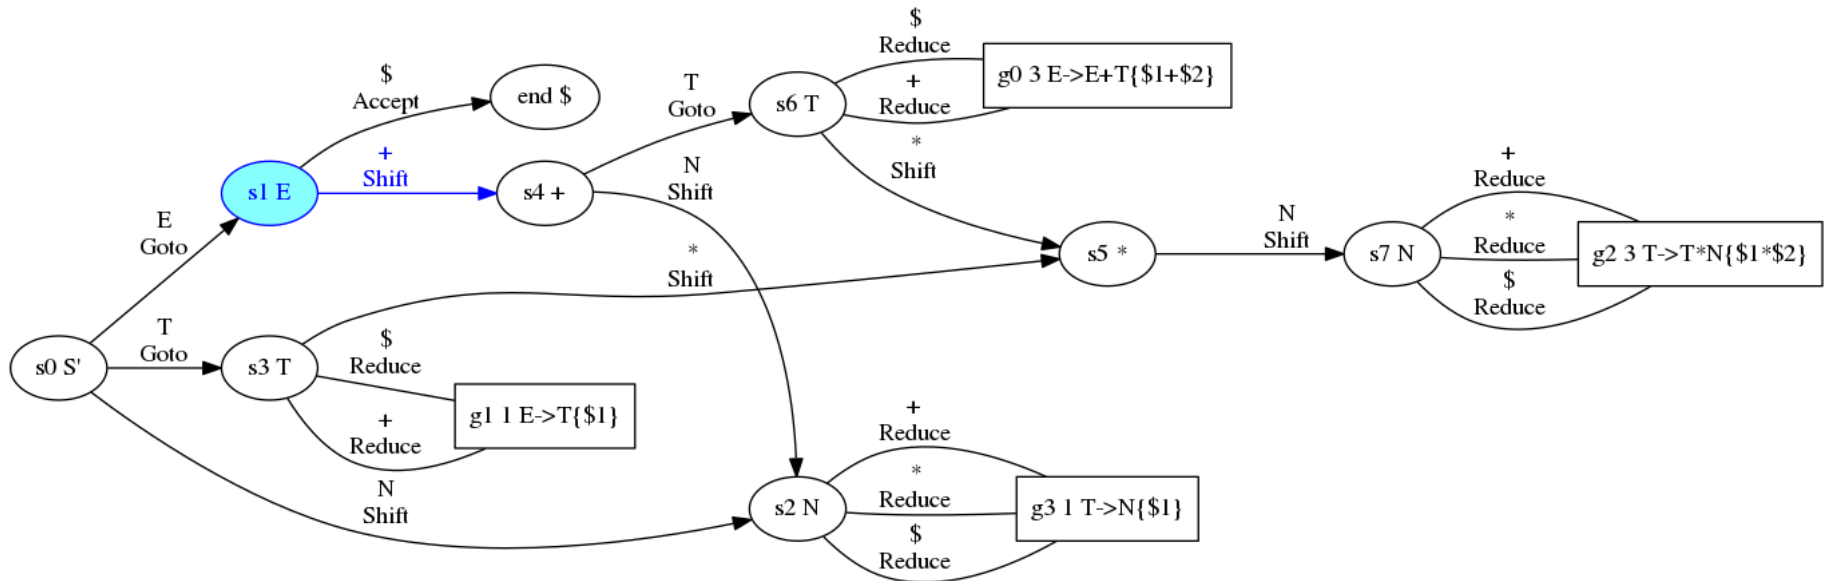 $
Reduce
g0 3 E->E+T{$1+$2}
+
Reduce
$
Accept
end $
T
Goto
s6 T
*
Shift
s1 E
+
Shift
s4 +
N
Shift
+
Reduce
E
Goto
*
Shift
s5 *
N
Shift
s7 N
*
Reduce
g2 3 T->T*N{$1*$2}
$
Reduce
s0 S'
T
Goto
s3 T
$
Reduce
g1 1 E->T{$1}
+
Reduce
N
Shift
s2 N
+
Reduce
*
Reduce
g3 1 T->N{$1}
$
Reduce